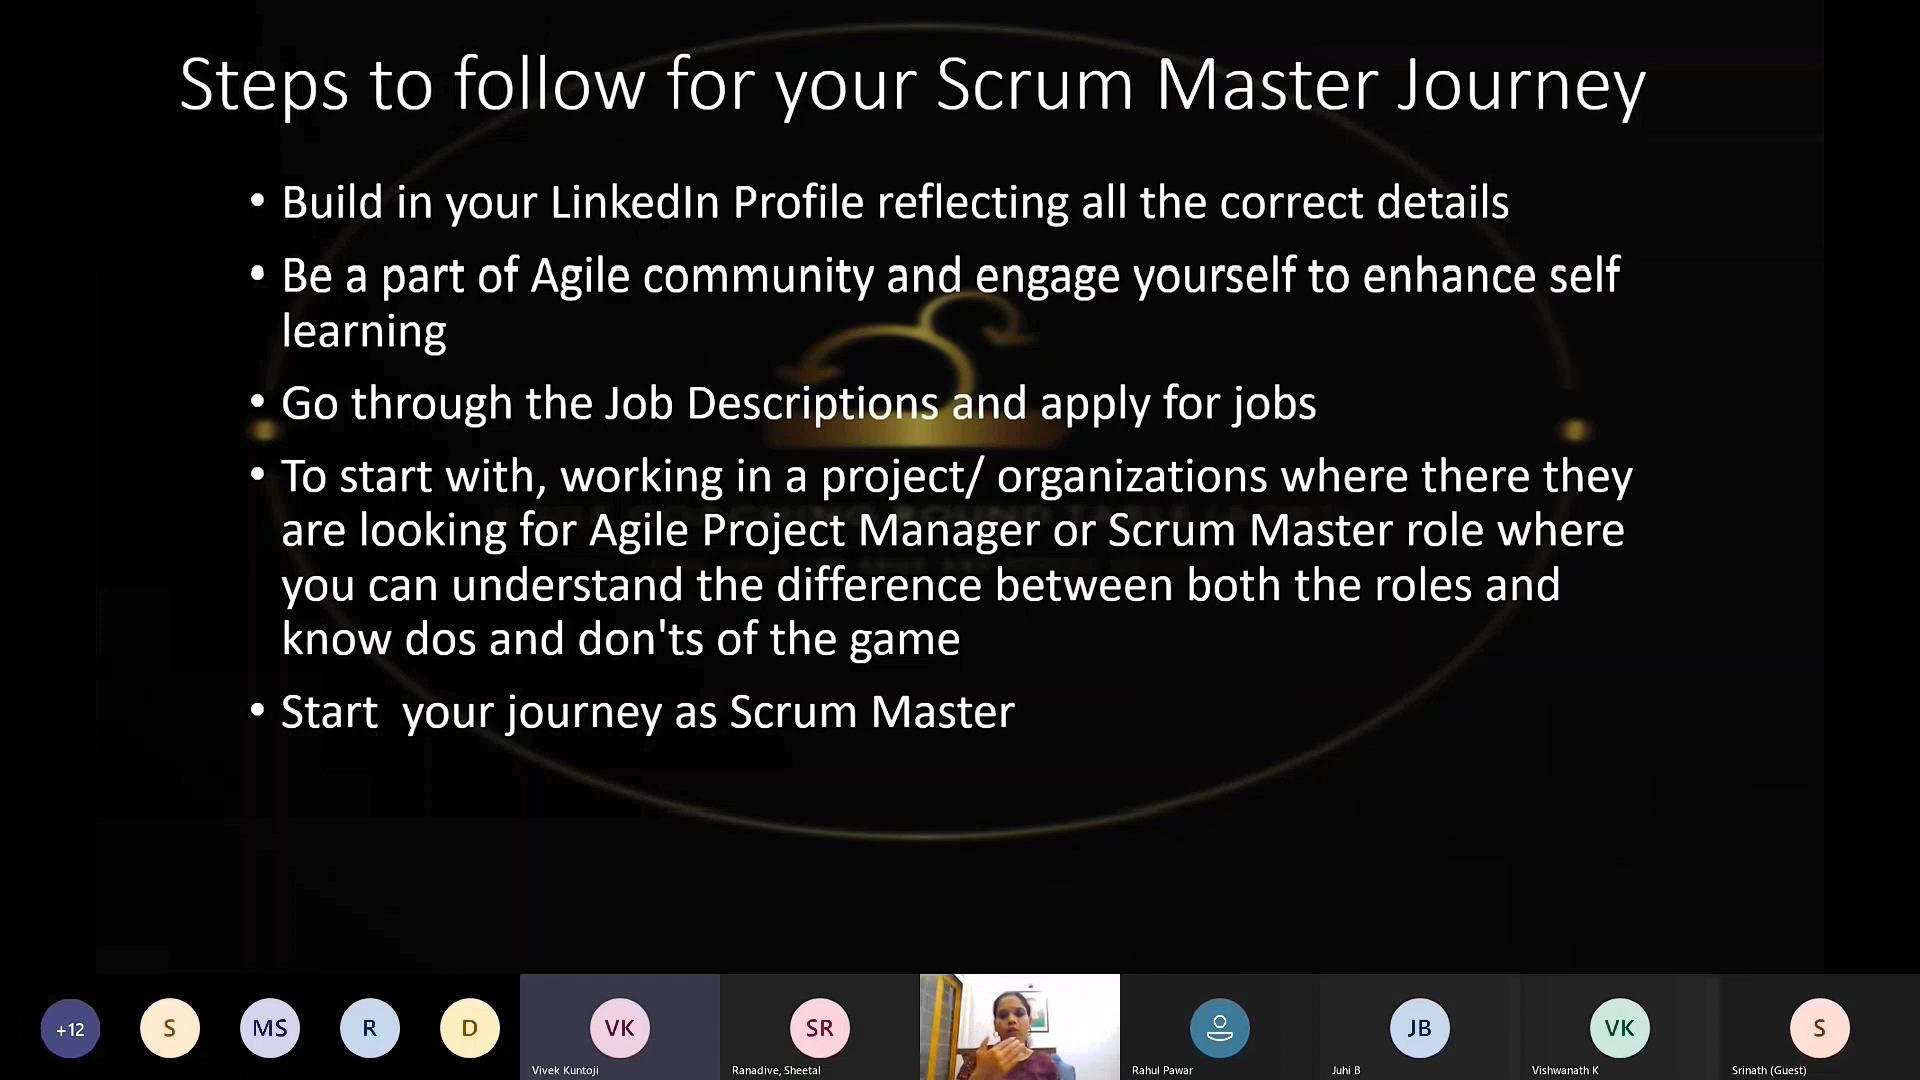 Steps to follow for your Scrum Master Journey
• Build in your LinkedIn Profile reflecting all the correct details
• Be a part of Agile community and engage yourself to enhance self
learning
• Go through the Job Descriptions and apply for jobs
• To start with, working in a project/ organizations where there they
are looking for Agile Project Manager or Scrum Master role where
you can understand the difference between both the roles and
know dos and don'ts of the game
• Start  your journey as Scrum Master
+12
S
MS
R
D
VK
SR
JB
VK
S
Vivek Kuntoji
Ranadive, Sheetal
Rahul Pawar
Juhi B
Vishwanath K
Srinath (Guest)